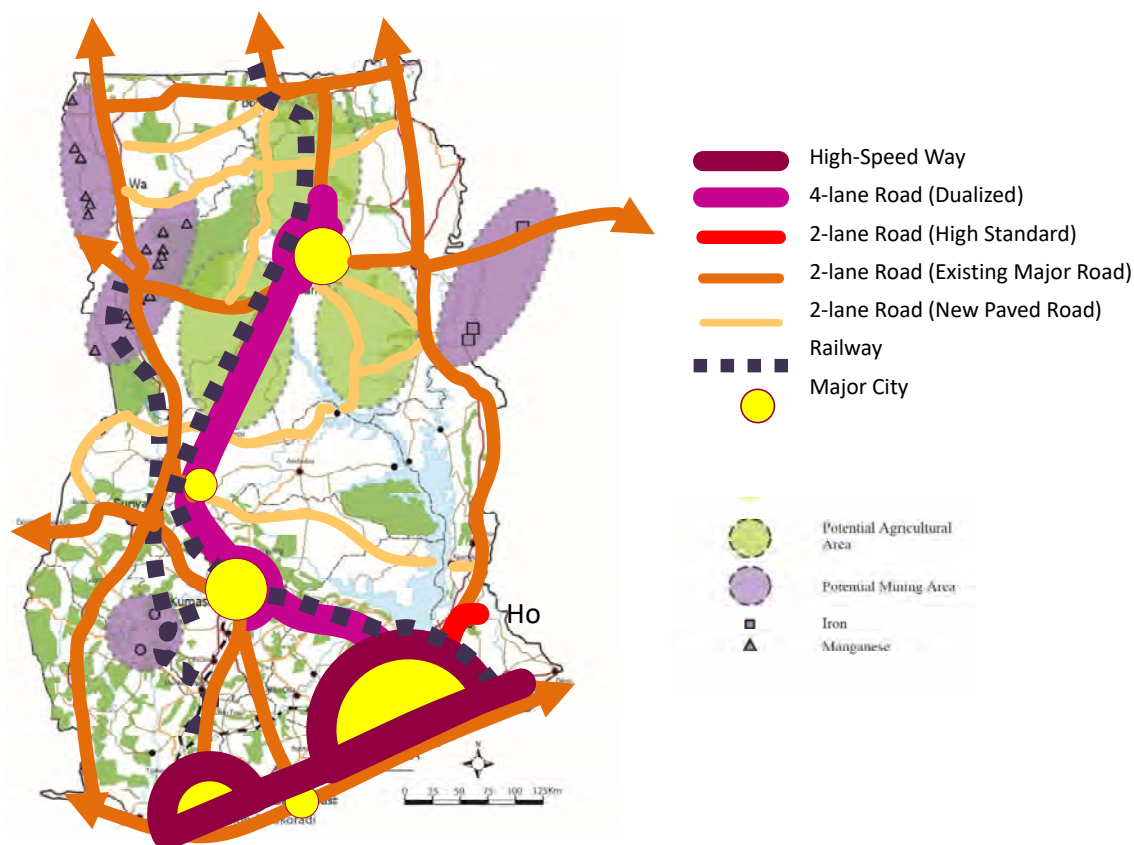 Wa
Kumas
Ho
N
0 25 50 75 100 125Km
High-Speed Way
4-lane Road (Dualized)
2-lane Road (High Standard)
2-lane Road (Existing Major Road)
2-lane Road (New Paved Road)
Railway
Major City
Potential Agricultural
Area
Potential Mining Area
Iron
Manganese